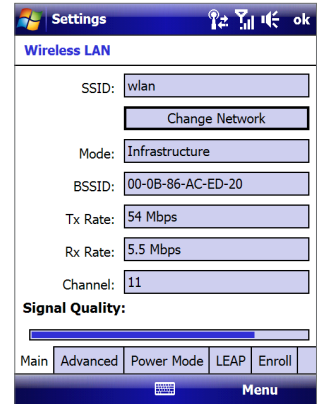 Settings
ok
Wireless LAN
SSID: wlan
Change Network
Mode: Infrastructure
BSSID: 00-0B-86-AC-ED-20
Tx Rate: 54 Mbps
Rx Rate: 5.5 Mbps
Channel: 11
Signal Quality:
Main Advanced Power Mode LEAP Enroll
Menu